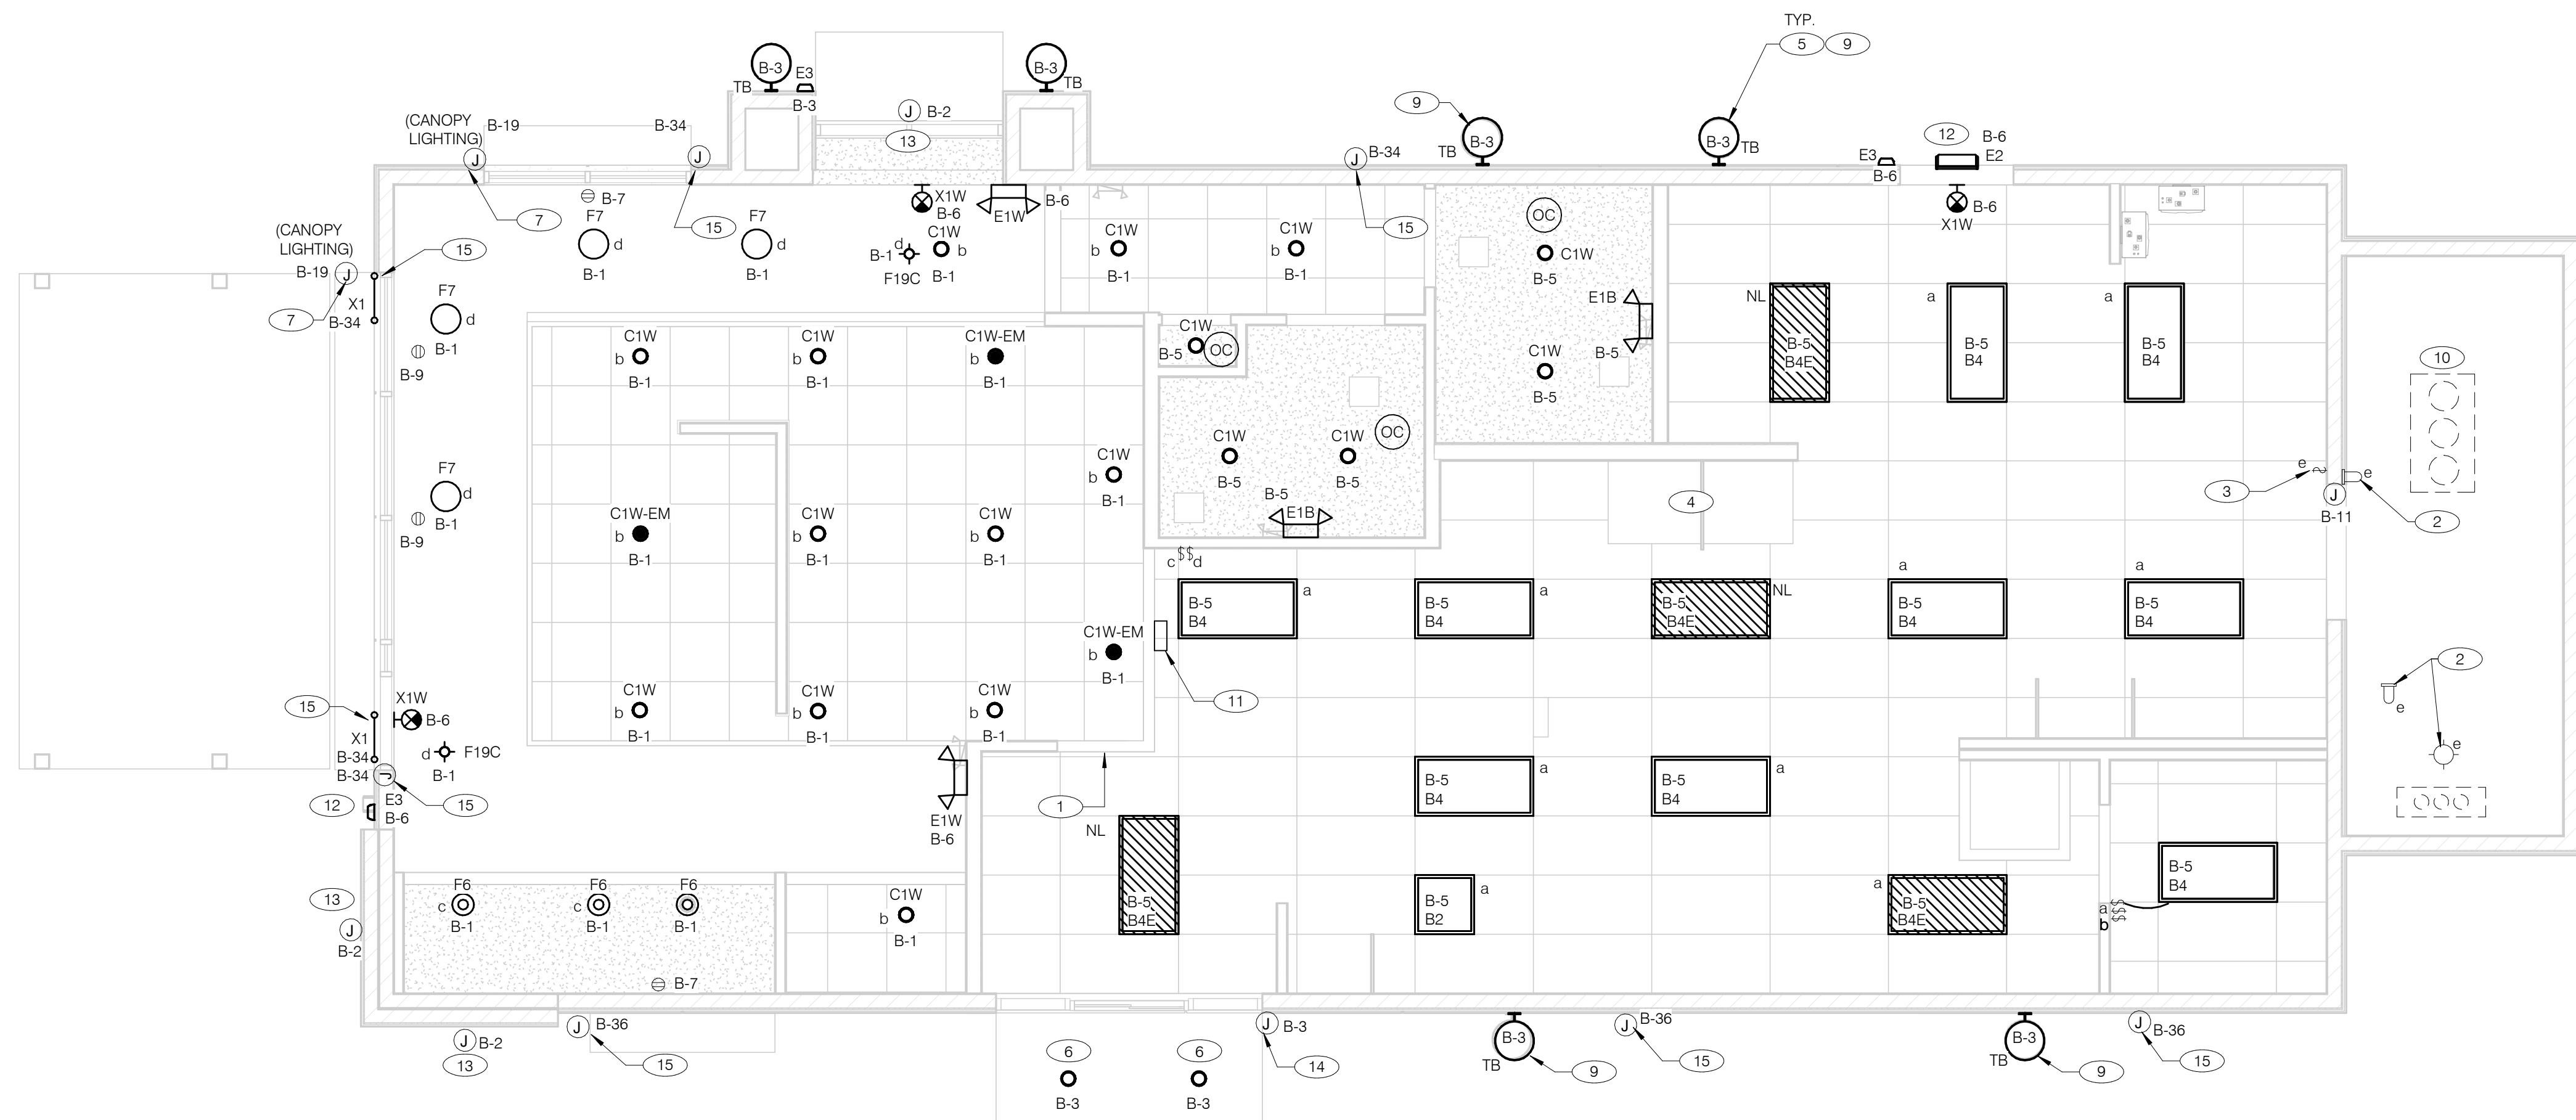 TYP.
5 9
B-3 TB
E3
B-3
B-3 TB
J B-2
13
9
B-3 TB
B-3 TB
12 B-6
E2
E3
B-6
(CANOPY
LIGHTING)
B-19
B-34
J
J
7
15
J B-34
15
B-7
F7
d
B-1
F7
d
B-1
X1W
B-6
E1W
B-6
d
B-1
F19C
C1W
b
B-1
C1W
b
B-1
C1W
b
B-1
OC
C1W
B-5
X1W
B-6
(CANOPY
LIGHTING)
B-19 J
15
X1
B-34
7
F7
d
B-1
B-9
E1B
B-5
C1W
B-5
NL
B-5
B4E
a
B-5
B4
a
B-5
B4
10
C1W
b
B-1
C1W
b
B-1
C1W-EM
b
B-1
C1W
B-5
OC
OC
C1W
B-5
C1W
B-5
B-5
E1B
C1W
b
B-1
F7
d
B-1
B-9
C1W-EM
b
B-1
C1W
b
B-1
C1W
b
B-1
4
e
3
e
J
B-11
2
c $$ d
B-5
B4
a
B-5
B4
a
B-5
B4E
NL
a
B-5
B4
a
B-5
B4
C1W-EM
b
B-1
11
2
e
e
15
X1W
B-6
X1
B-34
B-34
J
15
d
F19C
B-1
C1W
b
B-1
C1W
b
B-1
C1W
b
B-1
12
E3
B-6
E1W
B-6
1
B-5
B4
a
B-5
B4
a
NL
B-5
B4E
B-5
B2
a
a
B-5
B4E
B-5
B4
a
b
$$$
13
J
B-2
F6
c
B-1
F6
c
B-1
F6
B-1
C1W
b
B-1
B-7
J B-2
13
J B-36
15
J B-3
14
6
B-3
6
B-3
B-3
TB
9
J B-36
15
B-3
TB
9
J B-36
15